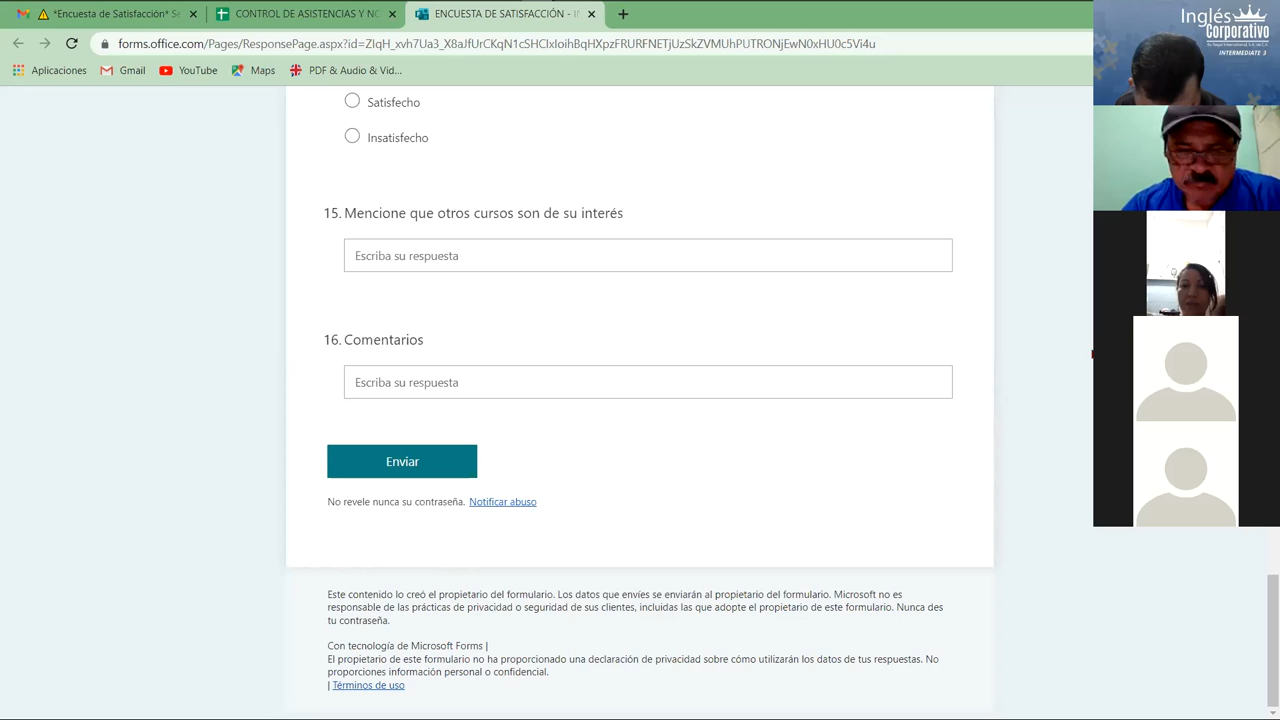 *Encuesta de Satisfacción* Se
CONTROL DE ASISTENCIAS Y NO
ENCUESTA DE SATISFACCIÓN - IN
forms.office.com/Pages/ResponsePage.aspx?id=ZIqH_xvh7Ua3_X8aJfUrCKqN1cSHCIxIoihBqHXpzFRURFNETjUzSkZVMUhPUTRONjEwN0xHU0c5Vi4u
Aplicaciones
Gmail
YouTube
Maps
PDF & Audio & Vid...
Inglés
Corporativo
By Regal International, S.A. de C.V.
INTERMEDIATE 3
Satisfecho
Insatisfecho
15. Mencione que otros cursos son de su interés
Escriba su respuesta
16. Comentarios
Escriba su respuesta
Enviar
No revele nunca su contraseña. Notificar abuso
Este contenido lo creó el propietario del formulario. Los datos que envíes se enviarán al propietario del formulario. Microsoft no es
responsable de las prácticas de privacidad o seguridad de sus clientes, incluidas las que adopte el propietario de este formulario. Nunca des
tu contraseña.
Con tecnología de Microsoft Forms |
El propietario de este formulario no ha proporcionado una declaración de privacidad sobre cómo utilizarán los datos de tus respuestas. No
proporciones información personal o confidencial.
| Términos de uso